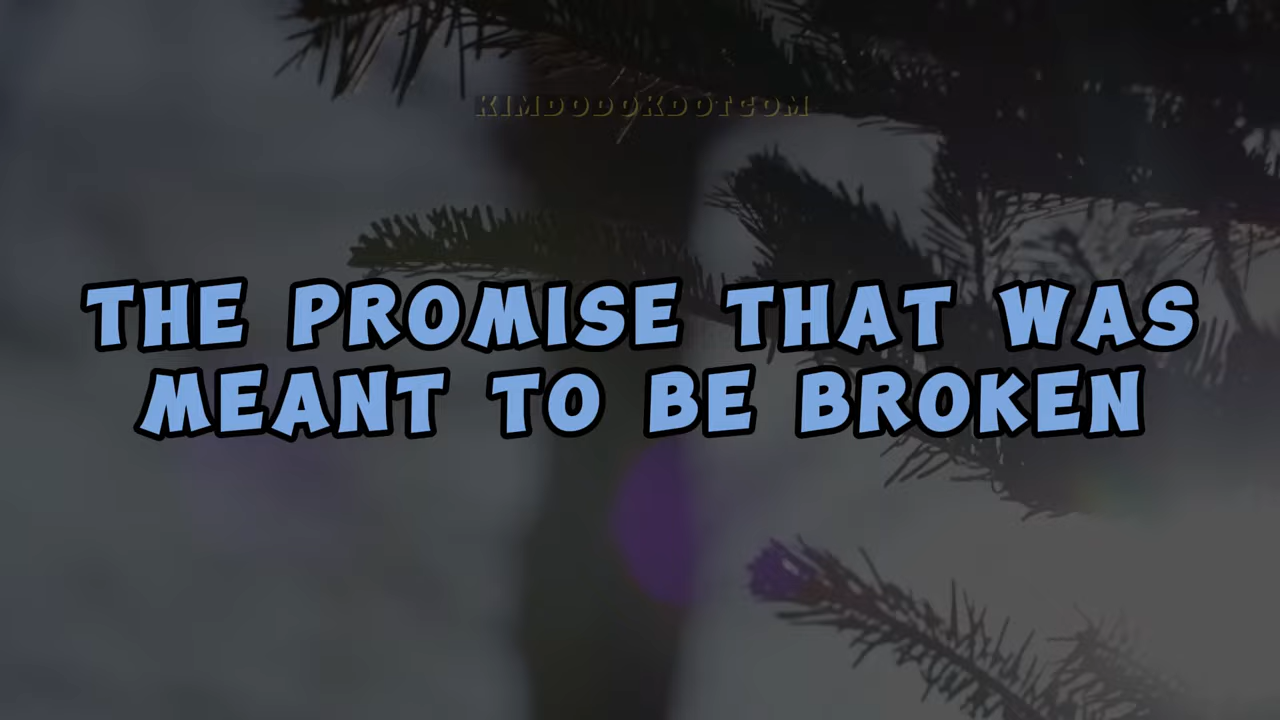 KIMDODOKDOTCOM
THE PROMISE THAT WAS
MEANT TO BE BROKEN